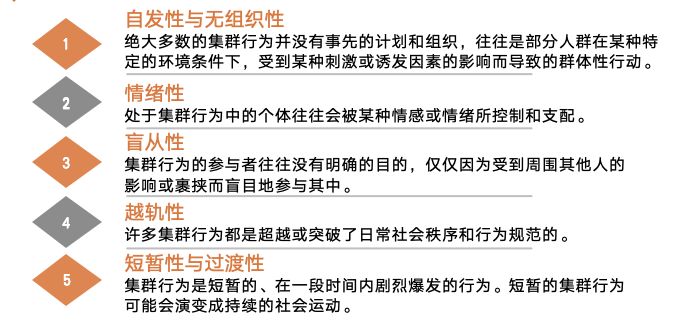 自发性与无组织性
1
绝大多数的集群行为并没有事先的计划和组织，往往是部分人群在某种特
定的环境条件下，受到某种刺激或诱发因素的影响而导致的群体性行动。
情绪性
2
处于集群行为中的个体往往会被某种情感或情绪所控制和支配。
盲从性
3
集群行为的参与者往往没有明确的目的，仅仅因为受到周围其他人的
影响或裹挟而盲目地参与其中。
越轨性
4
许多集群行为都是超越或突破了日常社会秩序和行为规范的。
短暂性与过渡性
5
集群行为是短暂的、在一段时间内剧烈爆发的行为。短暂的集群行为
可能会演变成持续的社会运动。